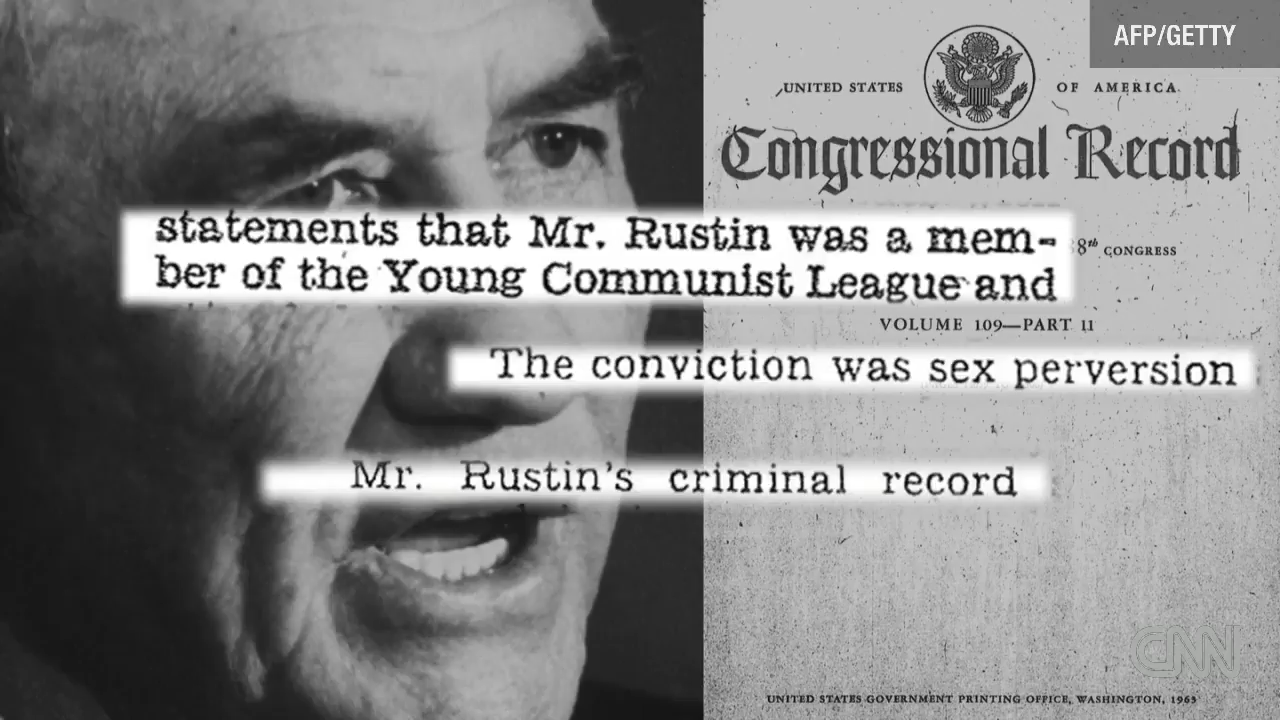 AFP/GETTY
UNITED STATES OF AMERICA
Congressional Record
statements that Mr. Rustin was a mem-
ber of the Young Communist League and
8th CONGRESS
VOLUME 109—PART 11
The conviction was sex perversion
Mr. Rustin's criminal record
CNN
UNITED STATES GOVERNMENT PRINTING OFFICE, WASHINGTON, 1963